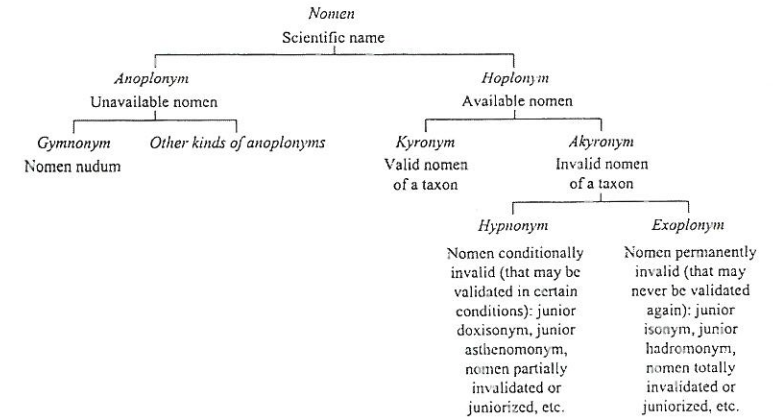 Nomen
Scientific name
Anoplonym
Unavailable nomen
Hoplonym
Available nomen
Gymnonym
Nomen nudum
Other kinds of anoplonyms
Kyronym
Valid nomen
of a taxon
Akyronym
Invalid nomen
of a taxon
Hypnonym
Nomen conditionally
invalid (that may be
validated in certain
conditions): junior
doxisonym, junior
asthenomonym,
nomen partially
invalidated or
juniorized, etc.
Exoplonym
Nomen permanently
invalid (that may
never be validated
again): junior
isonym, junior
hadromonym,
nomen totally
invalidated or
juniorized, etc.